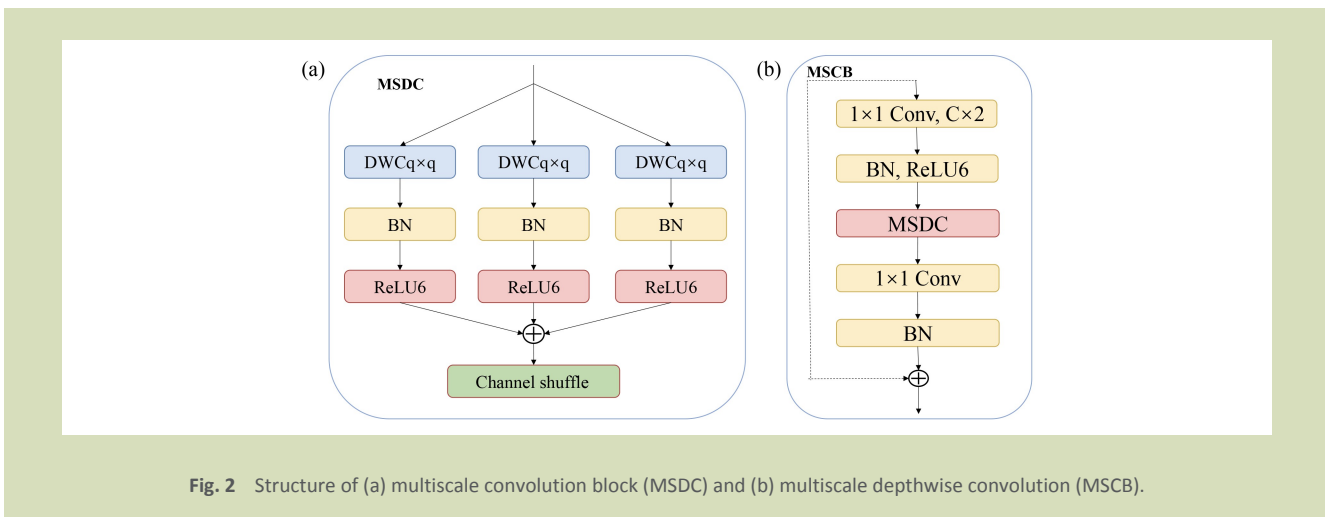 (a)
MSDC
DWCq×q DWCq×q DWCq×q
BN BN BN
ReLU6 ReLU6 ReLU6
Channel shuffle
(b)
MSCB
1×1 Conv, C×2
BN, ReLU6
MSDC
1×1 Conv
BN
Fig. 2 Structure of (a) multiscale convolution block (MSDC) and (b) multiscale depthwise convolution (MSCB).